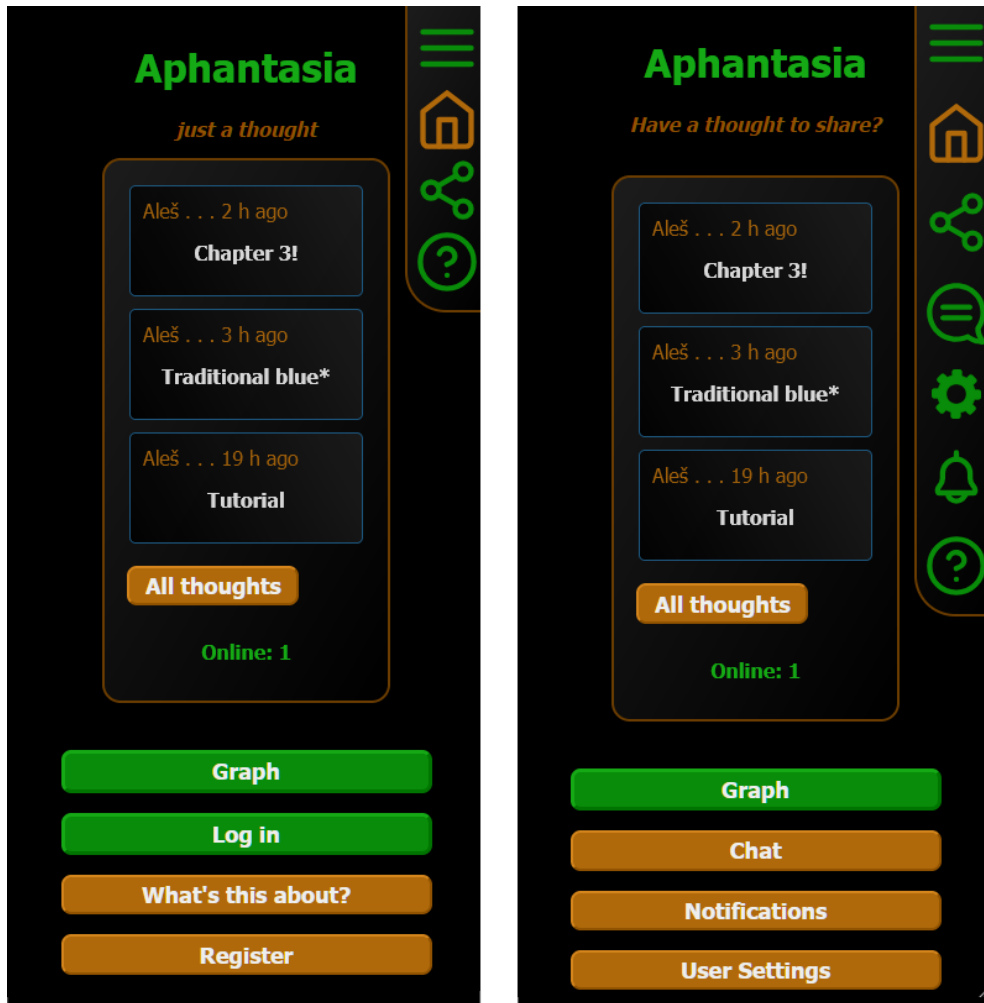 Aphantasia
just a thought
Aleš . . . 2 h ago
Chapter 3!
Aleš . . . 3 h ago
Traditional blue*
Aleš . . . 19 h ago
Tutorial
All thoughts
Online: 1
Graph
Log in
What's this about?
Register
Aphantasia
Have a thought to share?
Aleš . . . 2 h ago
Chapter 3!
Aleš . . . 3 h ago
Traditional blue*
Aleš . . . 19 h ago
Tutorial
All thoughts
Online: 1
Graph
Chat
Notifications
User Settings